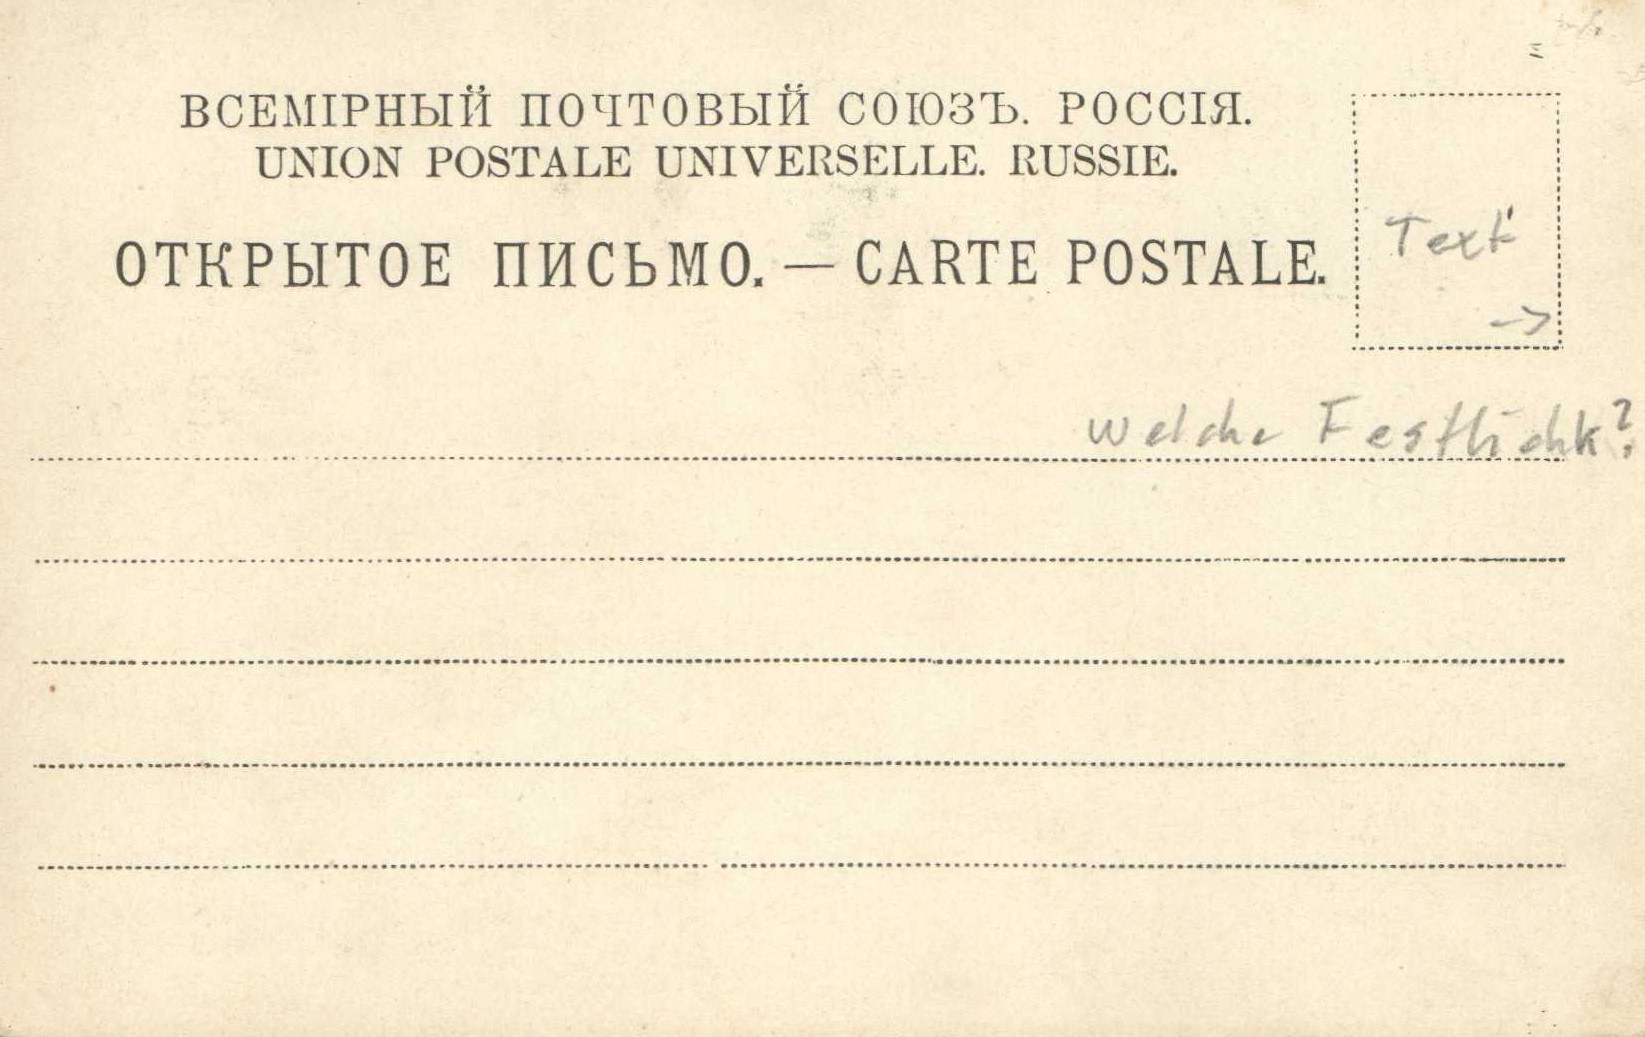 ВСЕМІРНЫЙ ПОЧТОВЫЙ СОЮЗЪ. РОССІЯ.
UNION POSTALE UNIVERSELLE. RUSSIE.
ОТКРЫТОЕ ПИСЬМО. — CARTE POSTALE.
Text
→
welche Festlichk?